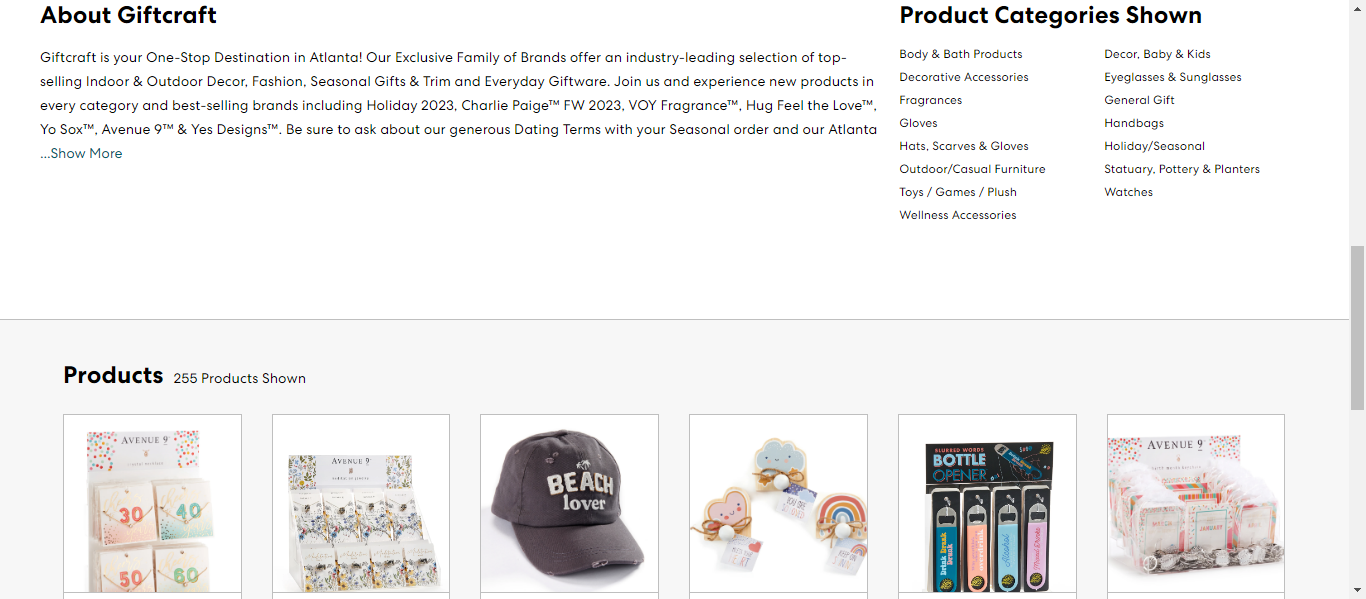 About Giftcraft
Giftcraft is your One-Stop Destination in Atlanta! Our Exclusive Family of Brands offer an industry-leading selection of top-
selling Indoor & Outdoor Decor, Fashion, Seasonal Gifts & Trim and Everyday Giftware. Join us and experience new products in
every category and best-selling brands including Holiday 2023, Charlie Paige™ FW 2023, VOY Fragrance™, Hug Feel the Love™,
Yo Sox™, Avenue 9™ & Yes Designs™. Be sure to ask about our generous Dating Terms with your Seasonal order and our Atlanta
...Show More
Product Categories Shown
Body & Bath Products
Decorative Accessories
Fragrances
Gloves
Hats, Scarves & Gloves
Outdoor/Casual Furniture
Toys / Games / Plush
Wellness Accessories
Decor, Baby & Kids
Eyeglasses & Sunglasses
General Gift
Handbags
Holiday/Seasonal
Statuary, Pottery & Planters
Watches
Products 255 Products Shown
AVENUE 9
30
40
50
60
AVENUE 9
BEACH
lover
BLURRED WORDS
BOTTLE
OPENER
Drink Drank
Drunk
AVENUE 9
MARCH
JANUARY